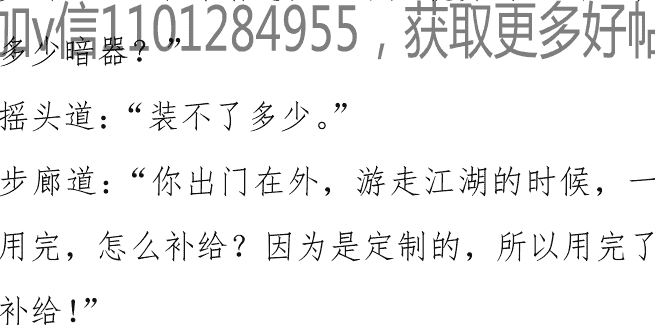 加v信1101284955，获取更多好帖
多少暗器？”
摇头道：“装不了多少。”
步廊道：“你出门在外，游走江湖的时候，一
用完，怎么补给？因为是定制的，所以用完了
补给！”